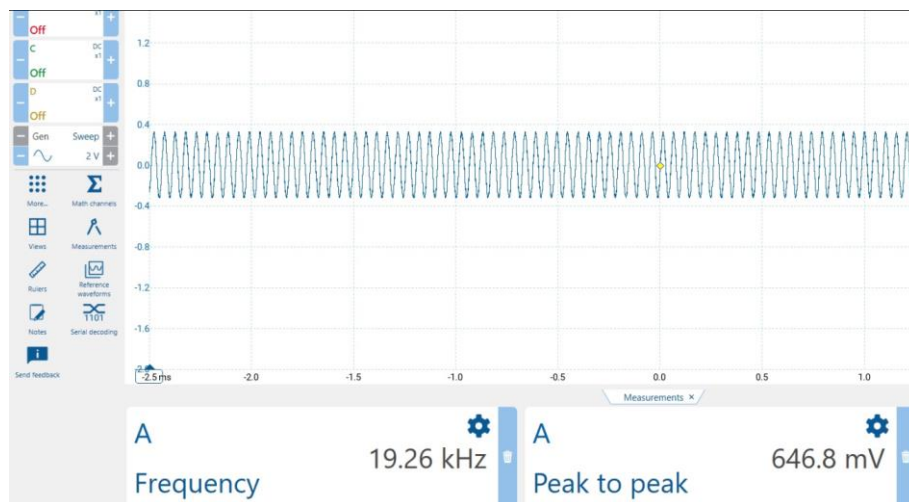 x1
Off
C DC
x1
Off
D DC
x1
Off
Gen Sweep
2 V
More... Math channels
Views Measurements
Rulers Reference waveforms
Notes Serial decoding
1101
Send feedback
1.2
0.8
0.4
0.0
-0.4
-0.8
-1.2
-1.6
-2.5 ms -2.0 -1.5 -1.0 -0.5 0.0 0.5 1.0
Measurements ×
A
19.26 kHz
Frequency
A
646.8 mV
Peak to peak